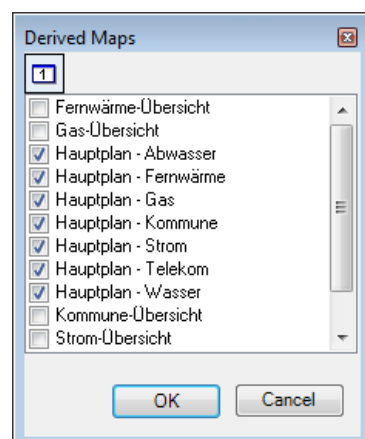 Derived Maps
1
Fernwärme-Übersicht
Gas-Übersicht
Hauptplan - Abwasser
Hauptplan - Fernwärme
Hauptplan - Gas
Hauptplan - Kommune
Hauptplan - Strom
Hauptplan - Telekom
Hauptplan - Wasser
Kommune-Übersicht
Strom-Übersicht
OK Cancel